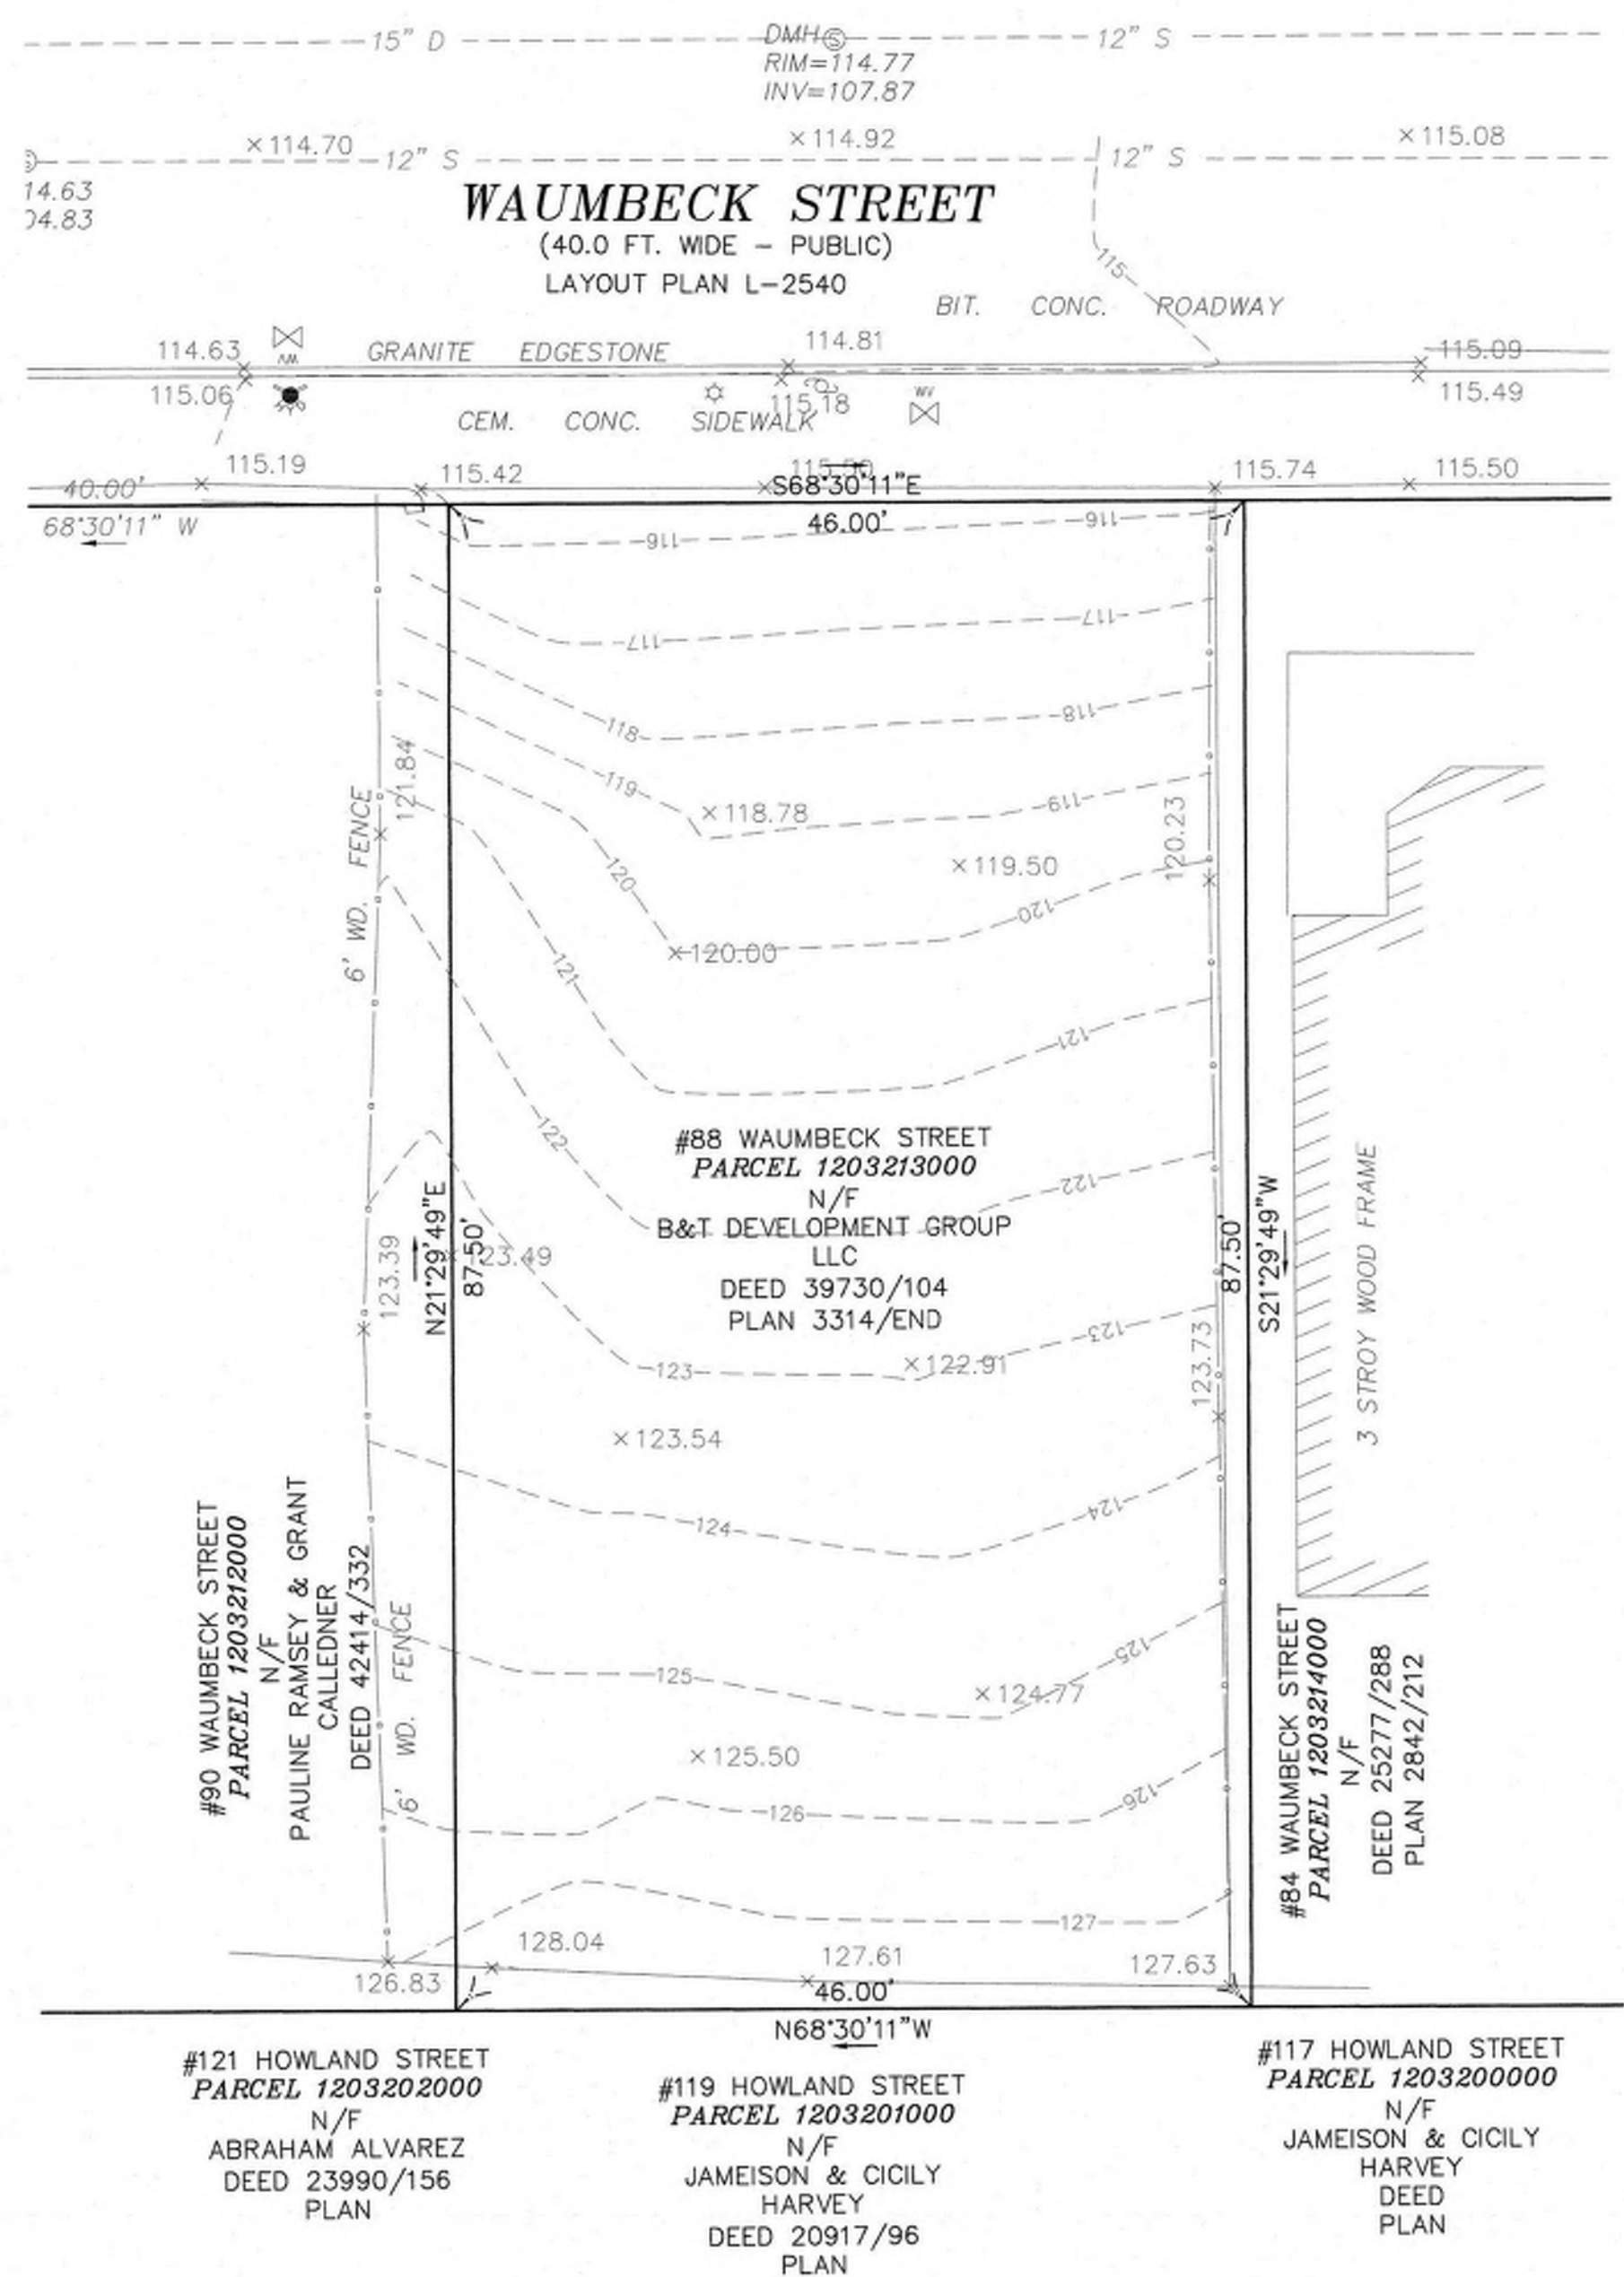 15" D
DMH
12" S
RIM=114.77
INV=107.87
114.70
114.92
115.08
12" S
12" S
14.63
04.83
WAUMBECK STREET
(40.0 FT. WIDE – PUBLIC)
LAYOUT PLAN L-2540
115
BIT. CONC. ROADWAY
114.63
WV
GRANITE EDGESTONE
114.81
115.09
115.06
115.18
WV
115.49
CEM. CONC. SIDEWALK
115.19
115.42
115.50
115.74
115.50
40.00'
S68°30'11"E
68°30'11" W
46.00'
116
116
117
117
118
118
119
119
121.84
118.78
120.23
6' WD. FENCE
119.50
120
120
120.00
121
121
122
122
#88 WAUMBECK STREET
PARCEL 1203213000
N/F
B&T DEVELOPMENT GROUP
LLC
DEED 39730/104
PLAN 3314/END
123.39
N21°29'49"E
87.50'
123.49
87.50'
S21°29'49"W
3 STROY WOOD FRAME
123
123
122.91
123.73
123.54
124
124
#90 WAUMBECK STREET
PARCEL 1203212000
N/F
PAULINE RAMSEY & GRANT
CALLEDNER
DEED 42414/332
6' WD. FENCE
125
125
124.77
125.50
126
126
#84 WAUMBECK STREET
PARCEL 1203214000
N/F
DEED 25277/288
PLAN 2842/212
127
128.04
127.61
127.63
126.83
46.00'
N68°30'11"W
#121 HOWLAND STREET
PARCEL 1203202000
N/F
ABRAHAM ALVAREZ
DEED 23990/156
PLAN
#119 HOWLAND STREET
PARCEL 1203201000
N/F
JAMEISON & CICILY
HARVEY
DEED 20917/96
PLAN
#117 HOWLAND STREET
PARCEL 1203200000
N/F
JAMEISON & CICILY
HARVEY
DEED
PLAN